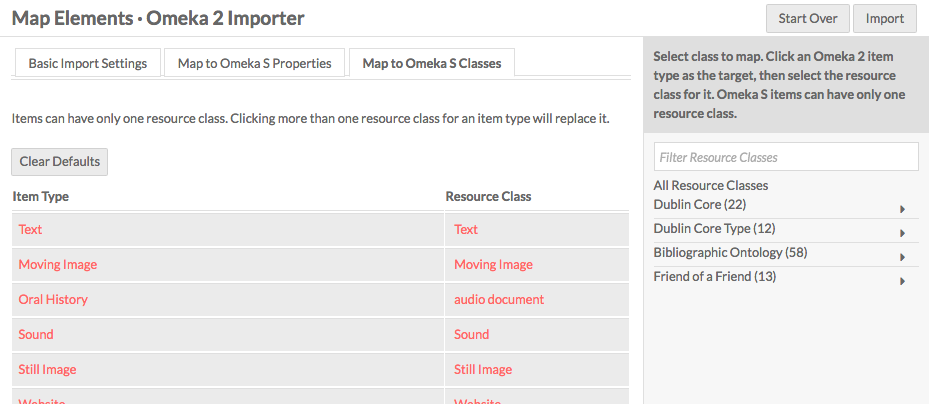 Map Elements · Omeka 2 Importer
Start Over
Import
Basic Import Settings
Map to Omeka S Properties
Map to Omeka S Classes
Items can have only one resource class. Clicking more than one resource class for an item type will replace it.
Clear Defaults
Item Type Resource Class
Text Text
Moving Image Moving Image
Oral History audio document
Sound Sound
Still Image Still Image
Website Website
Select class to map. Click an Omeka 2 item
type as the target, then select the resource
class for it. Omeka S items can have only one
resource class.
Filter Resource Classes
All Resource Classes
Dublin Core (22)
Dublin Core Type (12)
Bibliographic Ontology (58)
Friend of a Friend (13)